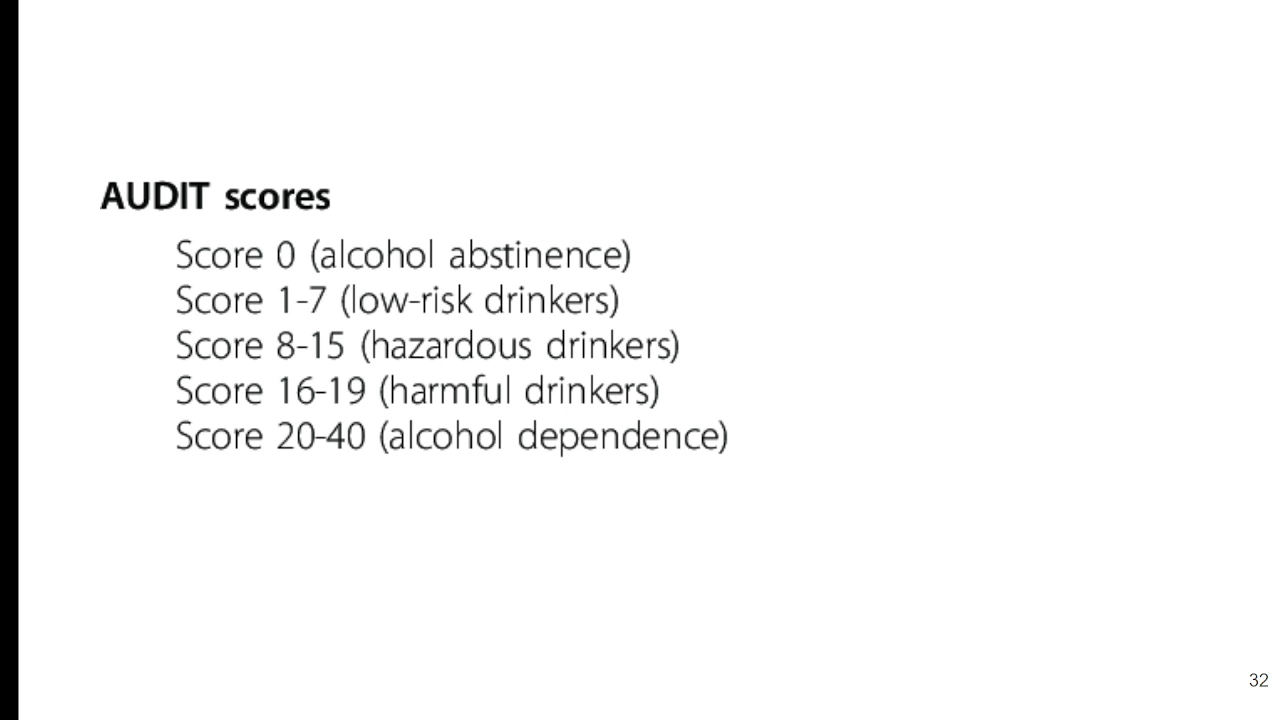 AUDIT scores
Score 0 (alcohol abstinence)
Score 1-7 (low-risk drinkers)
Score 8-15 (hazardous drinkers)
Score 16-19 (harmful drinkers)
Score 20-40 (alcohol dependence)
32